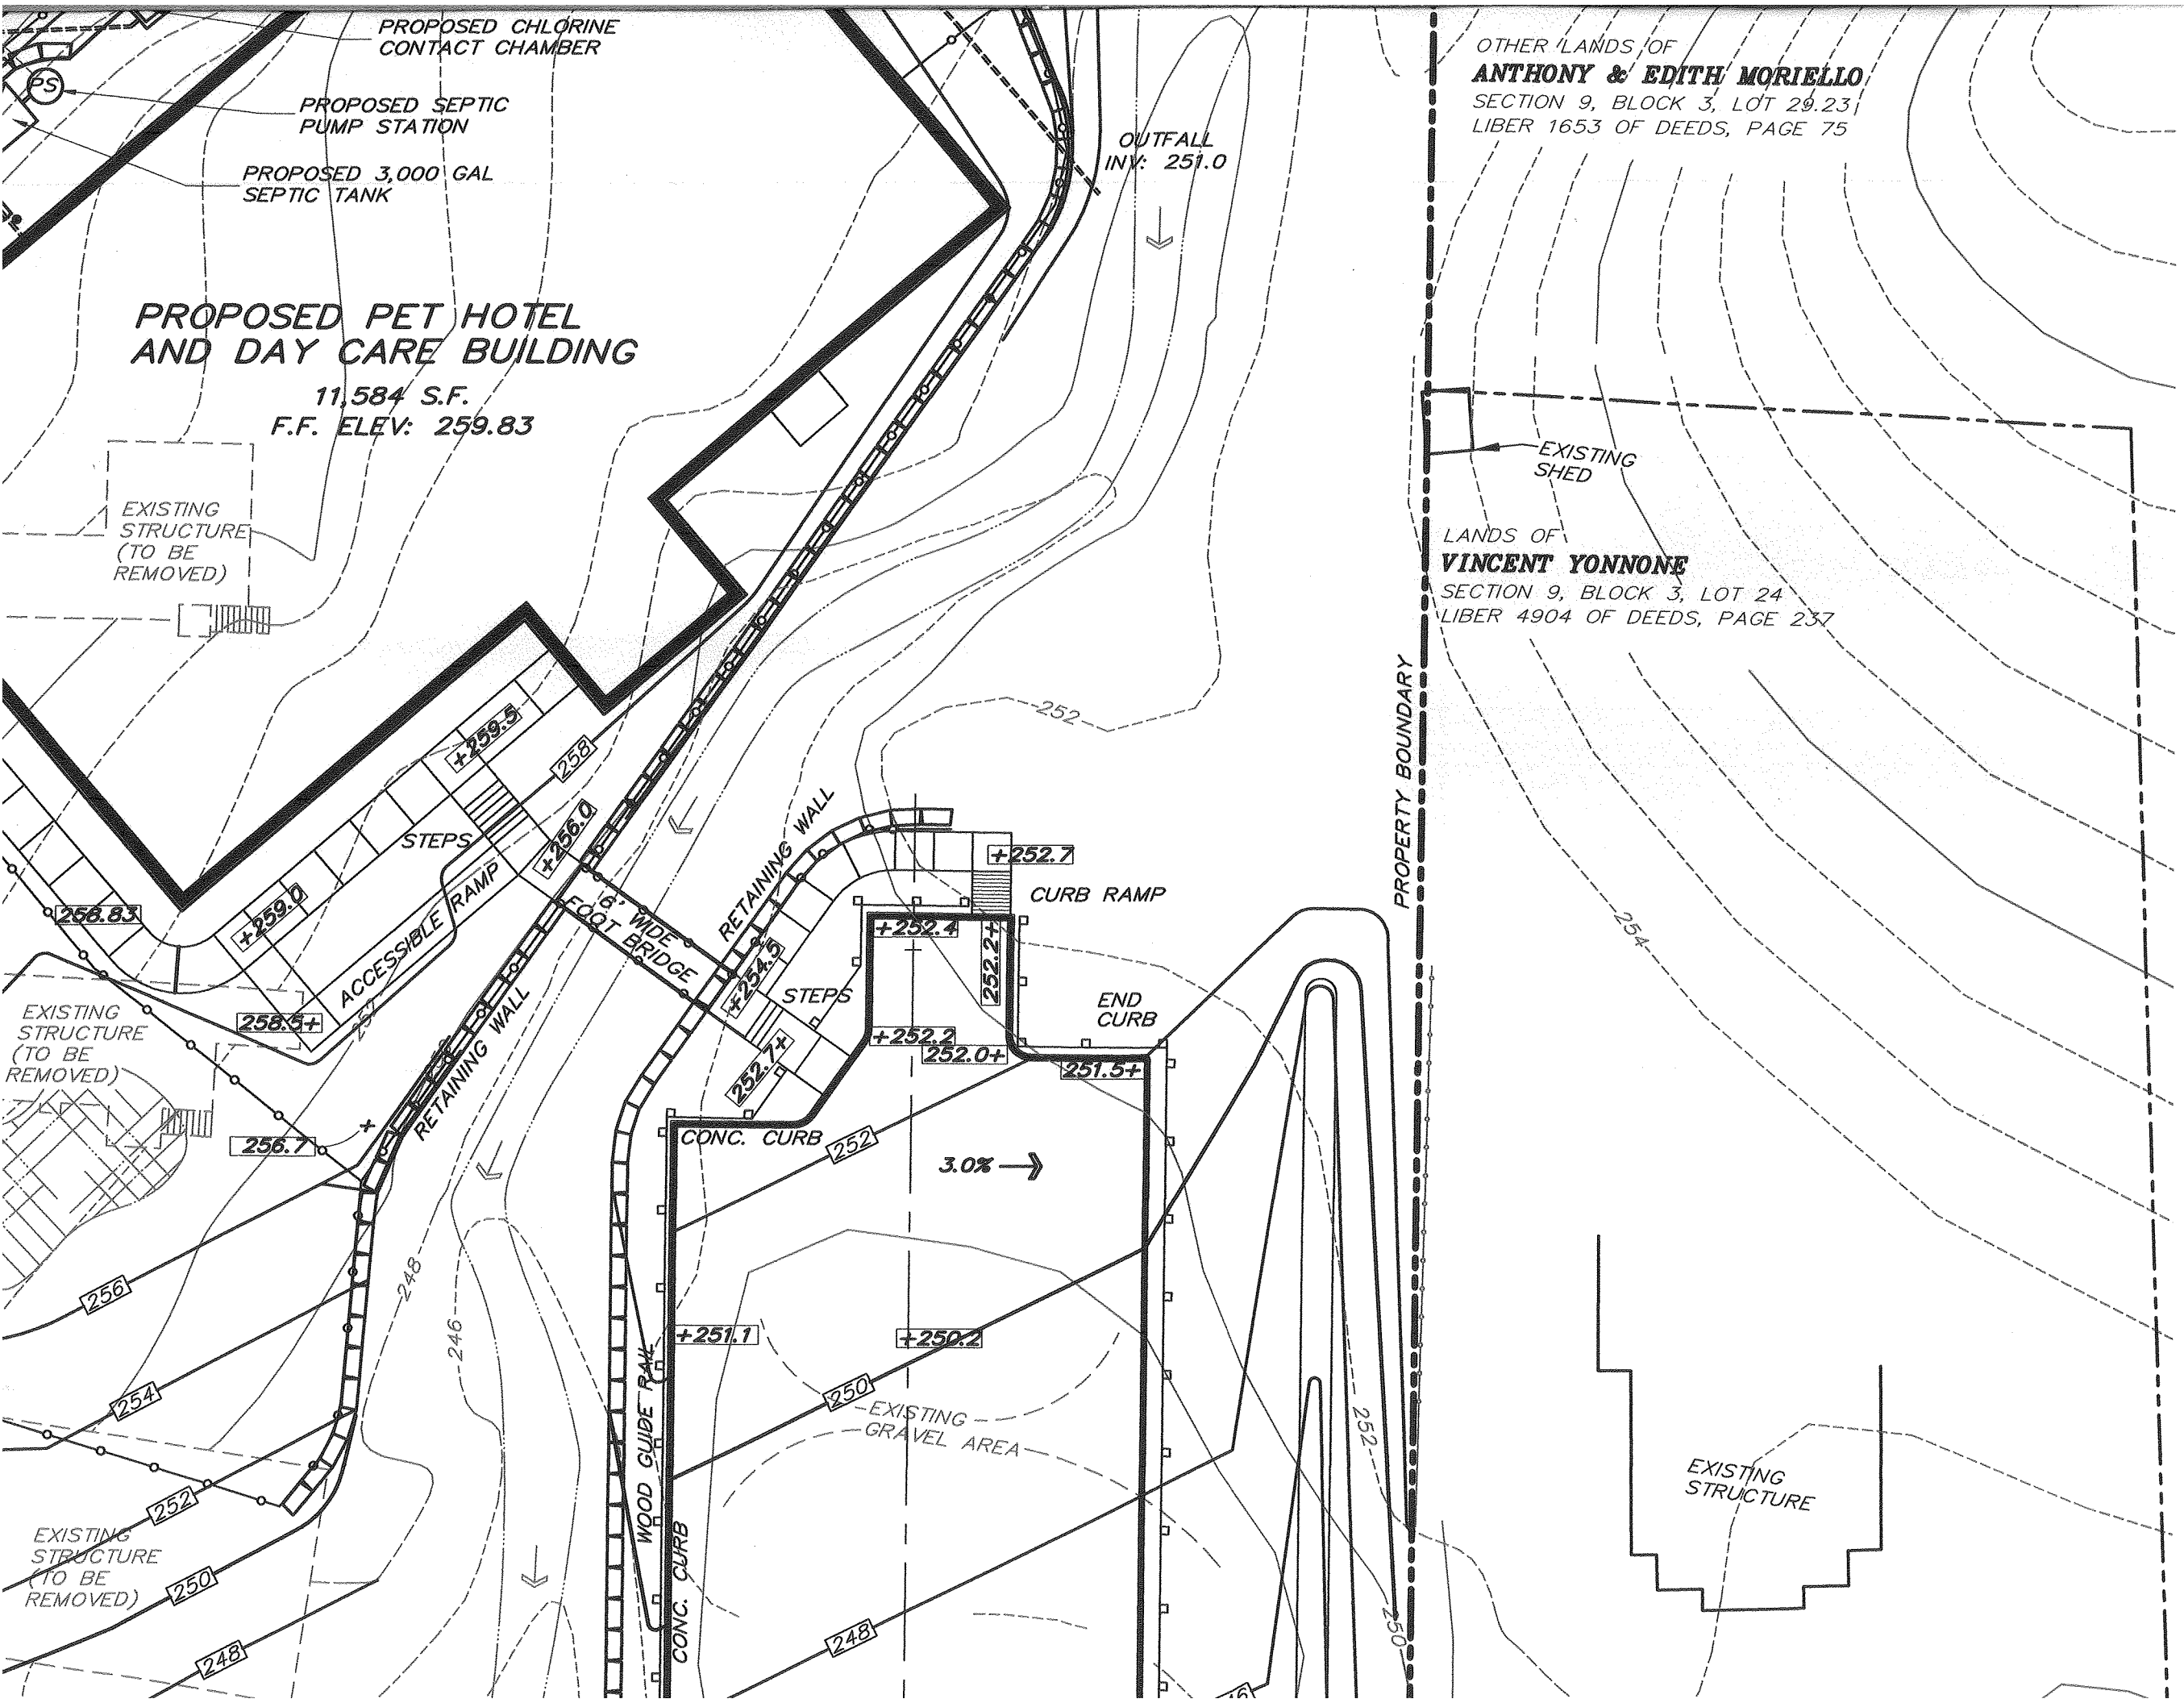 PROPOSED CHLORINE
CONTACT CHAMBER
PS
PROPOSED SEPTIC
PUMP STATION
PROPOSED 3,000 GAL
SEPTIC TANK
OUTFALL
INV: 251.0
OTHER LANDS OF
ANTHONY & EDITH MORIELLO
SECTION 9, BLOCK 3, LOT 29.23
LIBER 1653 OF DEEDS, PAGE 75
PROPOSED PET HOTEL
AND DAY CARE BUILDING
11,584 S.F.
F.F. ELEV: 259.83
EXISTING
SHED
EXISTING
STRUCTURE
(TO BE
REMOVED)
LANDS OF
VINCENT YONNONE
SECTION 9, BLOCK 3, LOT 24
LIBER 4904 OF DEEDS, PAGE 237
PROPERTY BOUNDARY
252
+259.5
258
+256.0
STEPS
RETAINING WALL
+252.7
CURB RAMP
258.83
+259.0
ACCESSIBLE RAMP
6' WIDE
FOOT BRIDGE
+252.4
252.2+
254
+254.5
STEPS
EXISTING
STRUCTURE
(TO BE
REMOVED)
258.5+
257
RETAINING WALL
END
CURB
+252.2
252.0+
251.5+
252.7+
256.7
CONC. CURB
252
3.0%
256
248
246
+251.1
+250.2
254
250
WOOD GUIDE RAIL
EXISTING
GRAVEL AREA
252
EXISTING
STRUCTURE
252
EXISTING
STRUCTURE
(TO BE
REMOVED)
250
CONC. CURB
248
248
250